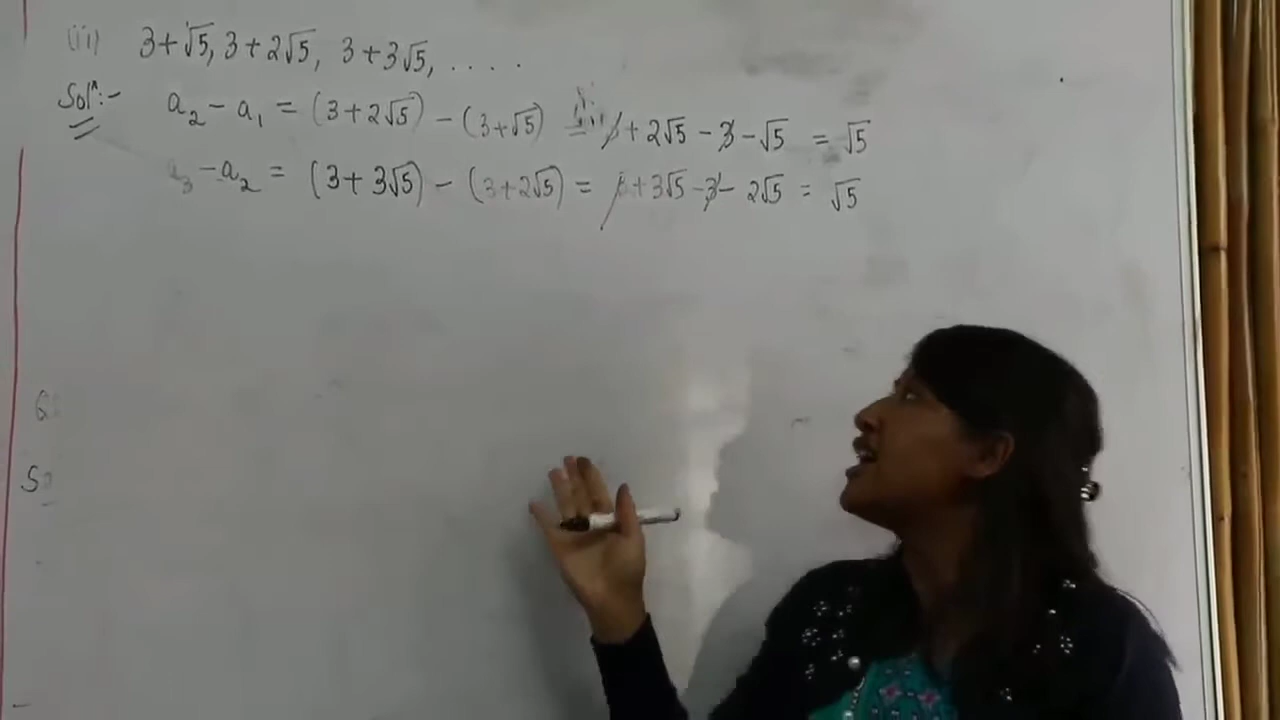 (ii) 3+√5, 3+2√5, 3+3√5, ....
Solⁿ:- a₂ - a₁ = (3+2√5) - (3+√5) = 3+2√5 - 3 - √5 = √5
a₃ - a₂ = (3+3√5) - (3+2√5) = 3+3√5 - 3 - 2√5 = √5